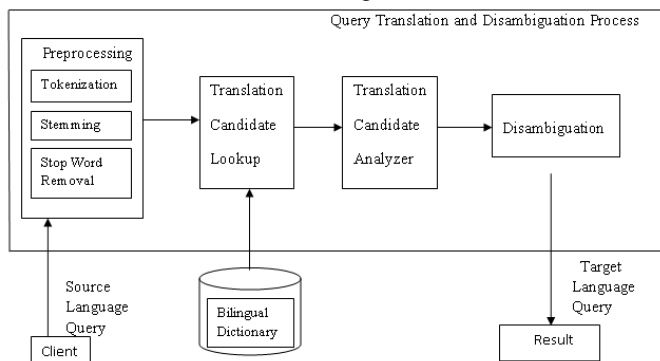 Query Translation and Disambiguation Process
Preprocessing
Tokenization
Stemming
Stop Word
Removal
Translation
Candidate
Lookup
Translation
Candidate
Analyzer
Disambiguation
Source
Language
Query
Client
Bilingual
Dictionary
Target
Language
Query
Result